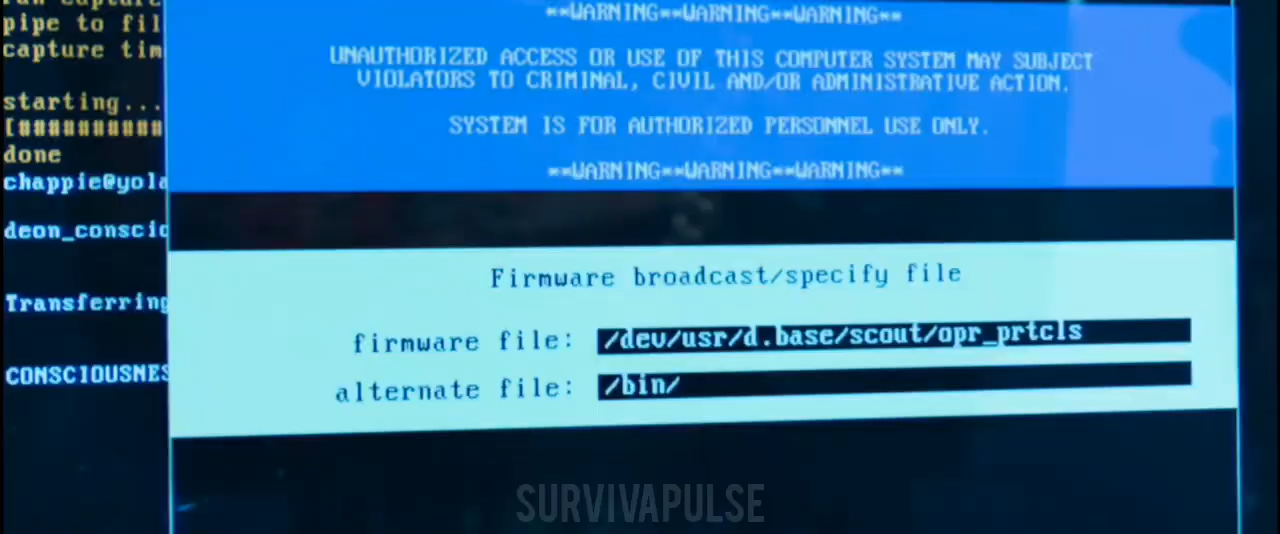 pipe to fil
capture tim
starting...
[###########
done
chappie@yola
deon_conscio
Transferring
CONSCIOUSNES
**WARNING**WARNING**WARNING**
UNAUTHORIZED ACCESS OR USE OF THIS COMPUTER SYSTEM MAY SUBJECT
VIOLATORS TO CRIMINAL, CIVIL AND/OR ADMINISTRATIVE ACTION.
SYSTEM IS FOR AUTHORIZED PERSONNEL USE ONLY.
**WARNING**WARNING**WARNING**
Firmware broadcast/specify file
firmware file: /dev/usr/d.base/scout/opr_prtcls
alternate file: /bin/
SURVIVAPULSE